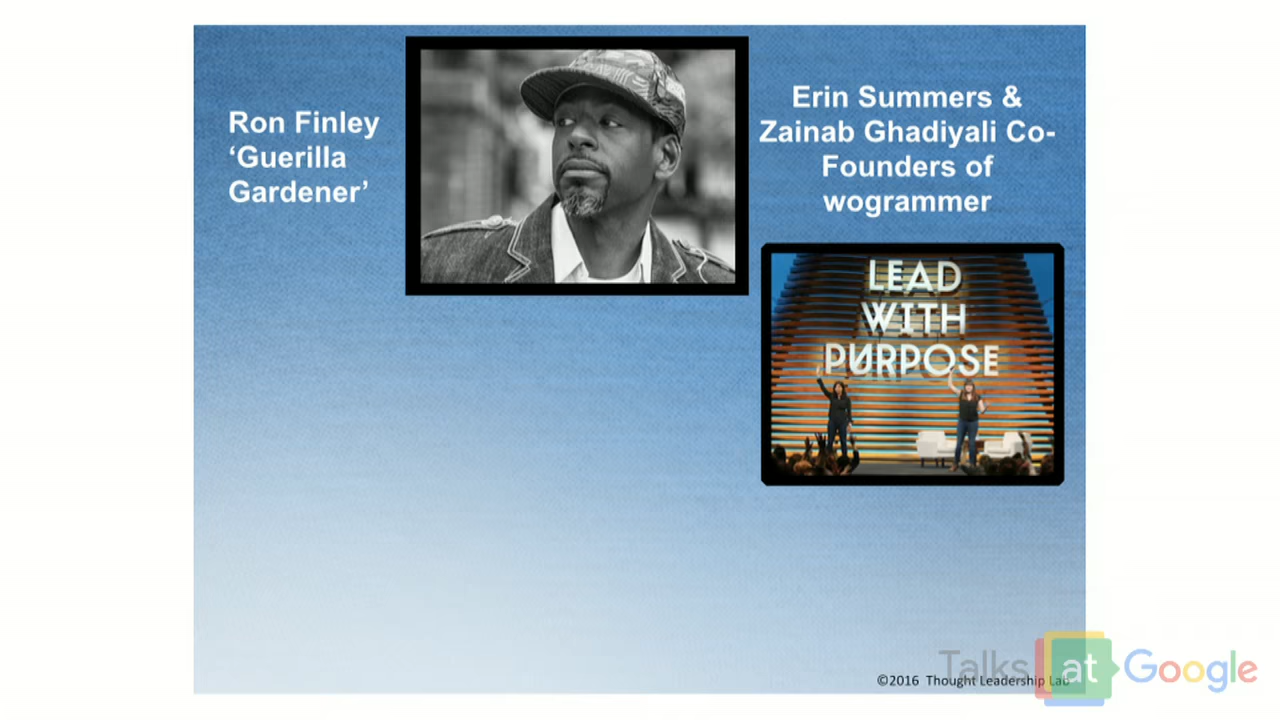 Ron Finley
‘Guerilla
Gardener’
Erin Summers &
Zainab Ghadiyali Co-
Founders of
wogrammer
LEAD
WITH
PURPOSE
©2016 Thought Leadership Lab
Talks at Google